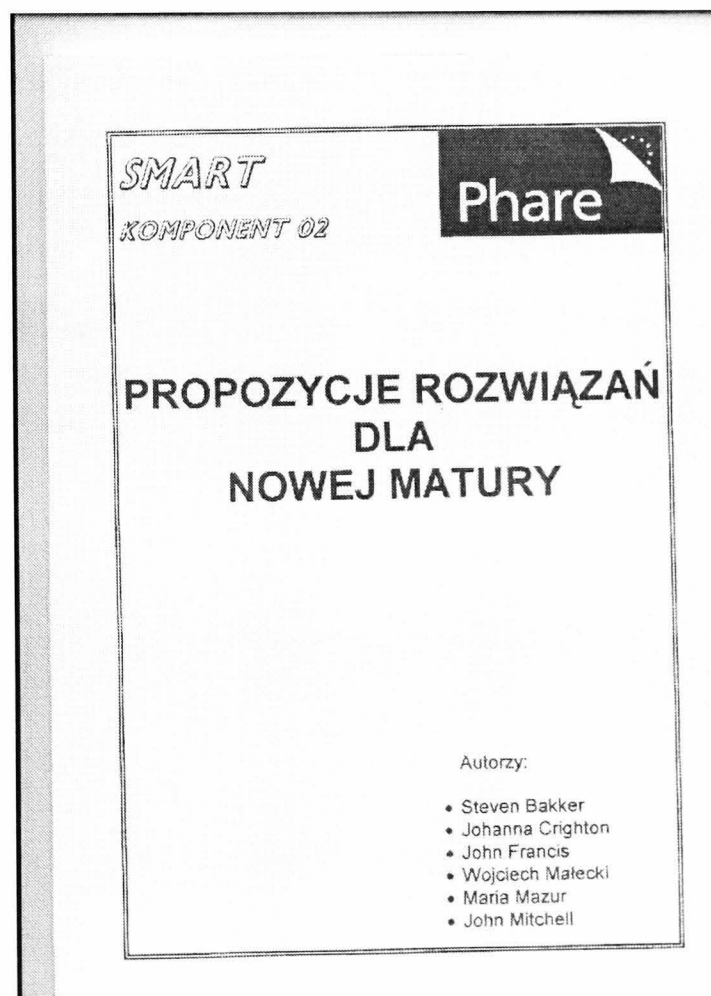 SMART
KOMPONENT 02
Phare
PROPOZYCJE ROZWIĄZAŃ
DLA
NOWEJ MATURY
Autorzy:
• Steven Bakker
• Johanna Crighton
• John Francis
• Wojciech Małecki
• Maria Mazur
• John Mitchell